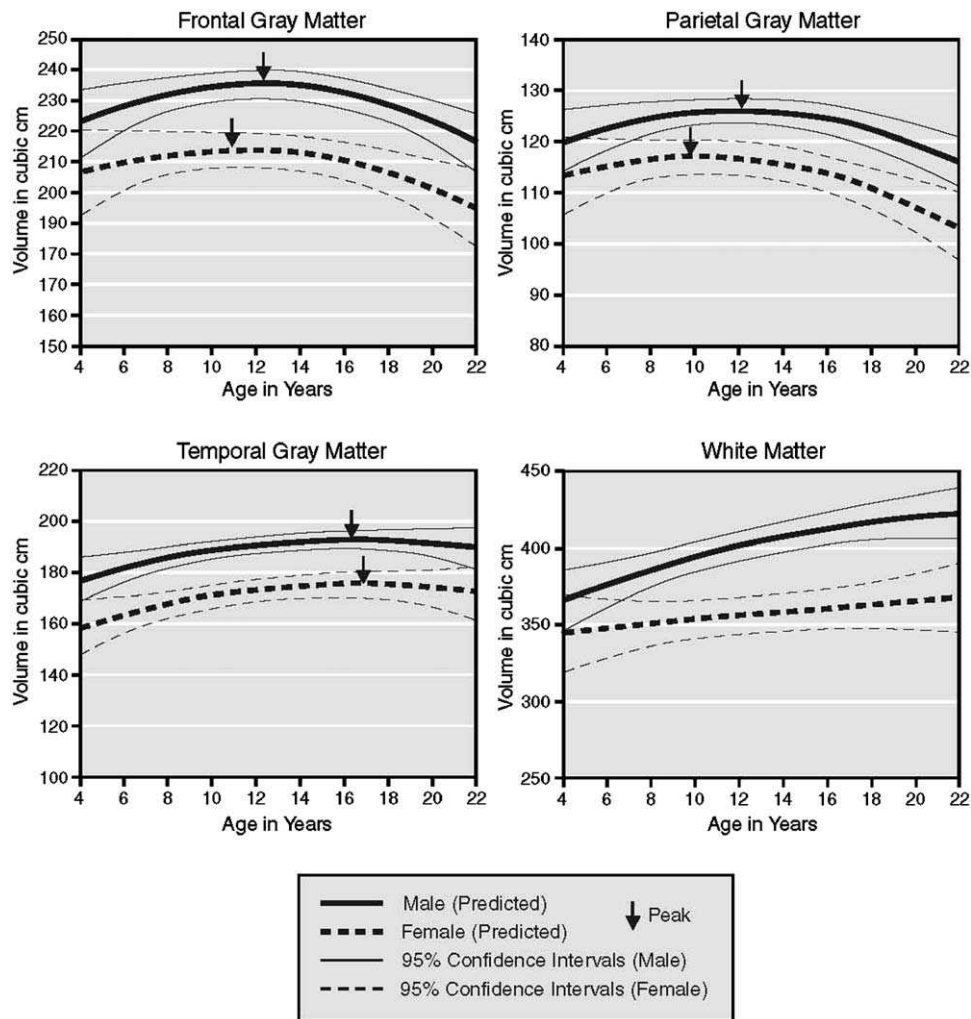 Frontal Gray Matter
Volume in cubic cm
250
240
230
220
210
200
190
180
170
160
150
4 6 8 10 12 14 16 18 20 22
Age in Years
Parietal Gray Matter
Volume in cubic cm
140
130
120
110
100
90
80
4 6 8 10 12 14 16 18 20 22
Age in Years
Temporal Gray Matter
Volume in cubic cm
220
200
180
160
140
120
100
4 6 8 10 12 14 16 18 20 22
Age in Years
White Matter
Volume in cubic cm
450
400
350
300
250
4 6 8 10 12 14 16 18 20 22
Age in Years
Male (Predicted)
Peak
Female (Predicted)
95% Confidence Intervals (Male)
95% Confidence Intervals (Female)